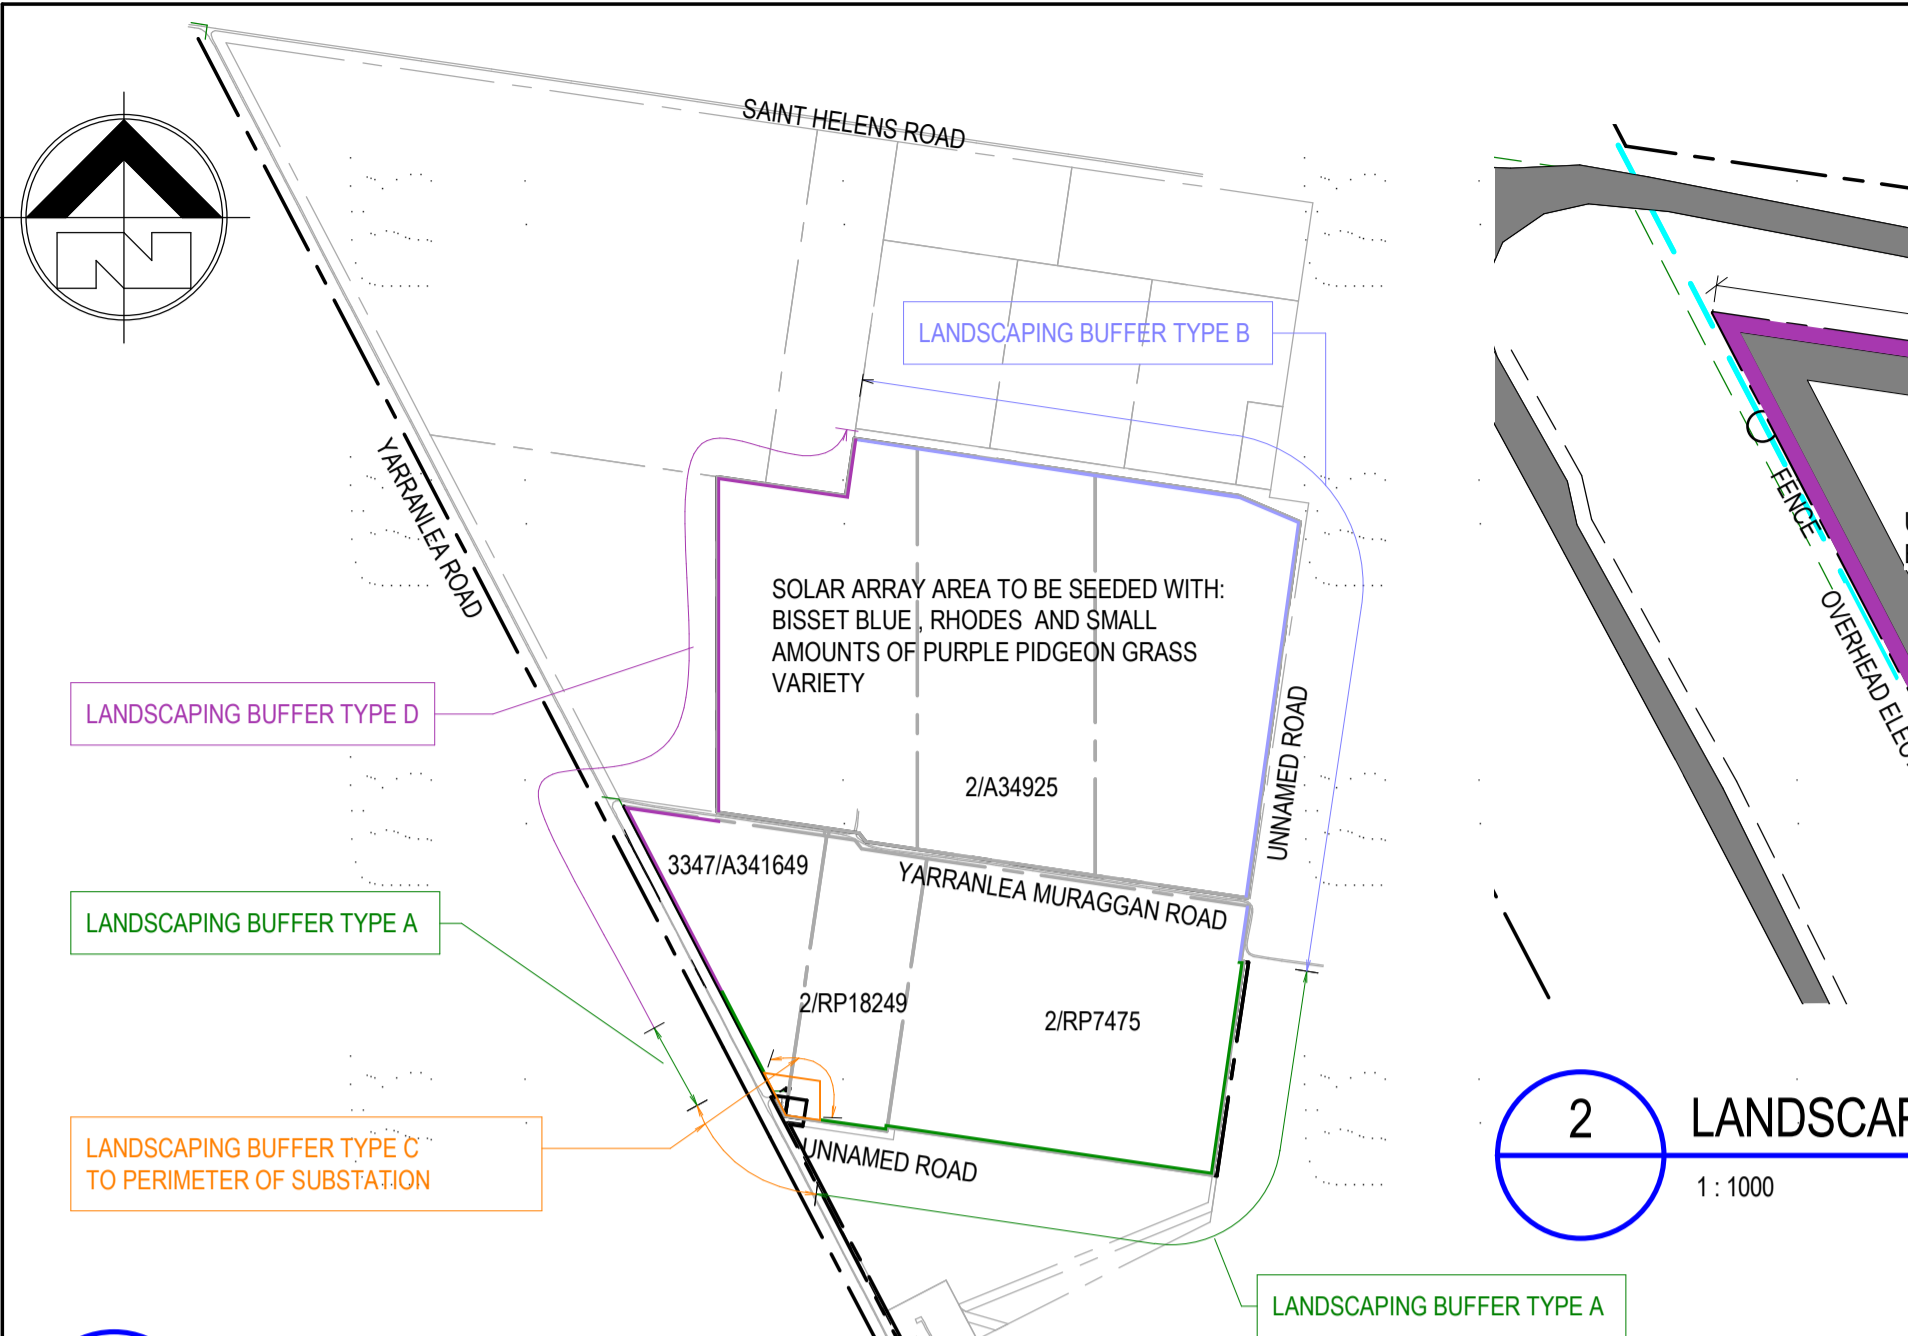 SAINT HELENS ROAD
N
LANDSCAPING BUFFER TYPE B
YARRANLEA ROAD
FENCE
SOLAR ARRAY AREA TO BE SEEDED WITH:
BISSET BLUE , RHODES AND SMALL
AMOUNTS OF PURPLE PIDGEON GRASS
VARIETY
OVERHEAD ELEC
LANDSCAPING BUFFER TYPE D
UNNAMED ROAD
2/A34925
3347/A341649
YARRANLEA MURAGGAN ROAD
LANDSCAPING BUFFER TYPE A
2/RP18249
2/RP7475
LANDSCAPING BUFFER TYPE C
TO PERIMETER OF SUBSTATION
UNNAMED ROAD
2
LANDSCAP
1 : 1000
LANDSCAPING BUFFER TYPE A